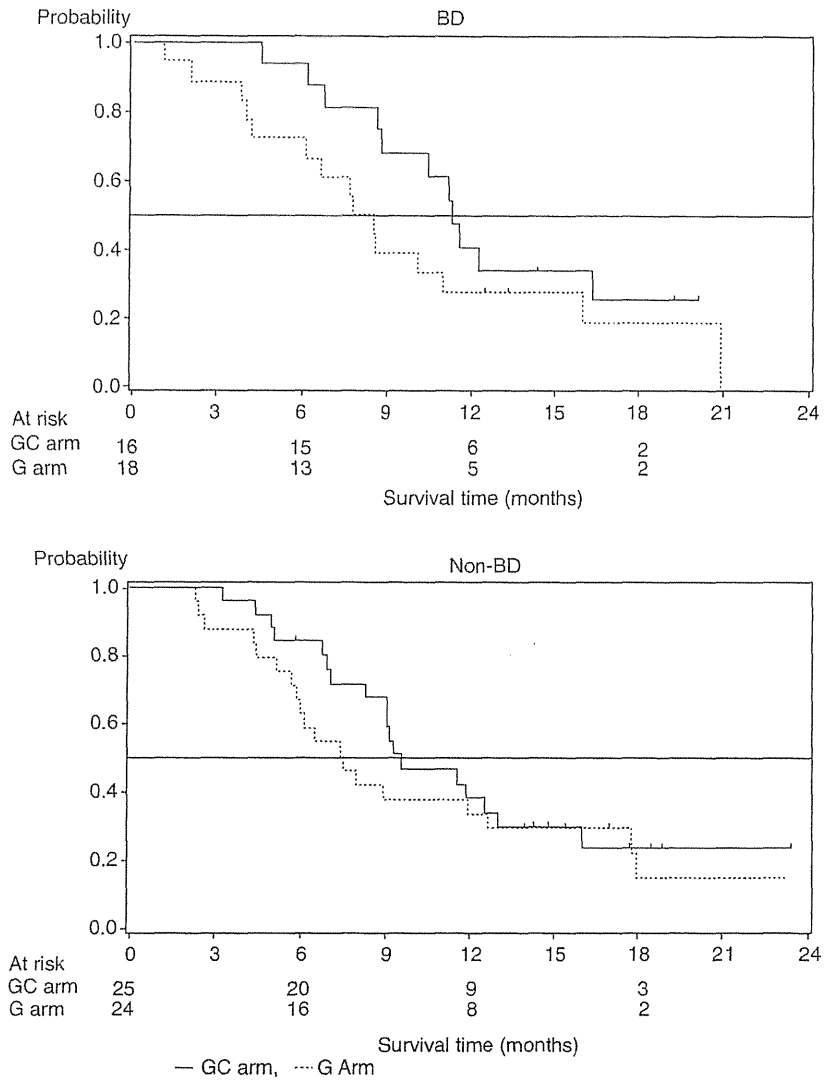 Probability
BD
1.0
0.8
0.6
0.4
0.2
0.0
0 3 6 9 12 15 18 21 24
At risk
GC arm 16 15 6 2
G arm 18 13 5 2
Survival time (months)
Probability
Non-BD
1.0
0.8
0.6
0.4
0.2
0.0
0 3 6 9 12 15 18 21 24
At risk
GC arm 25 20 9 3
G arm 24 16 8 2
Survival time (months)
GC arm, G Arm